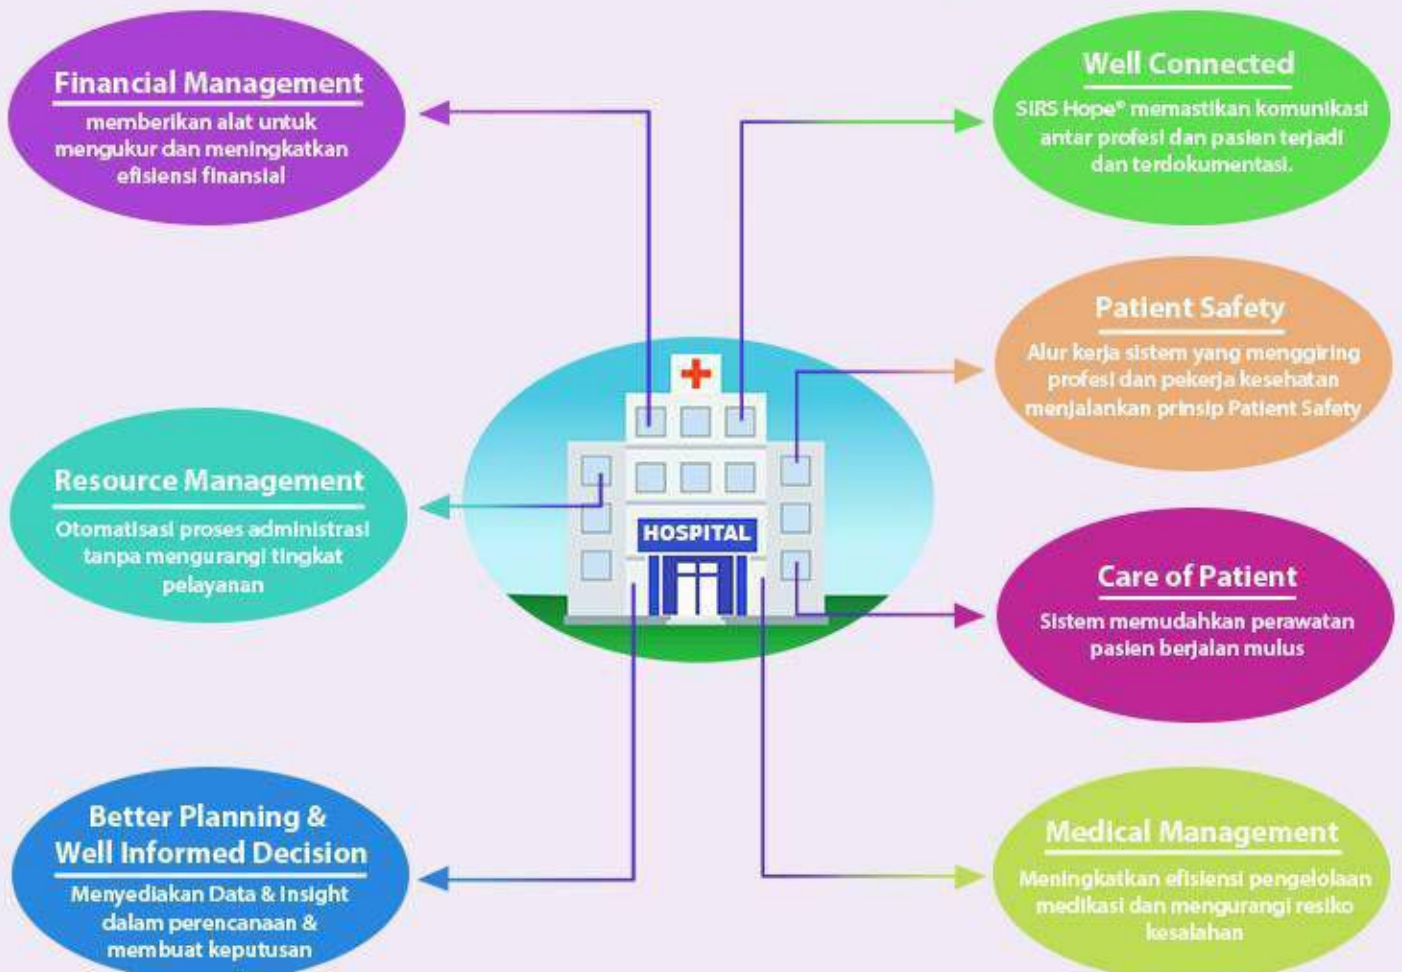 Financial Management
memberikan alat untuk
mengukur dan meningkatkan
efisiensi finansial
Well Connected
SIRS Hope® memastikan komunikasi
antar profesi dan pasien terjadi
dan terdokumentasi.
Patient Safety
Alur kerja sistem yang menggiring
profesi dan pekerja kesehatan
menjalankan prinsip Patient Safety
Resource Management
Otomatisasi proses administrasi
tanpa mengurangi tingkat
pelayanan
HOSPITAL
Care of Patient
Sistem memudahkan perawatan
pasien berjalan mulus
Better Planning &
Well Informed Decision
Menyediakan Data & Insight
dalam perencanaan &
membuat keputusan
Medical Management
Meningkatkan efisiensi pengelolaan
medikasi dan mengurangi resiko
kesalahan